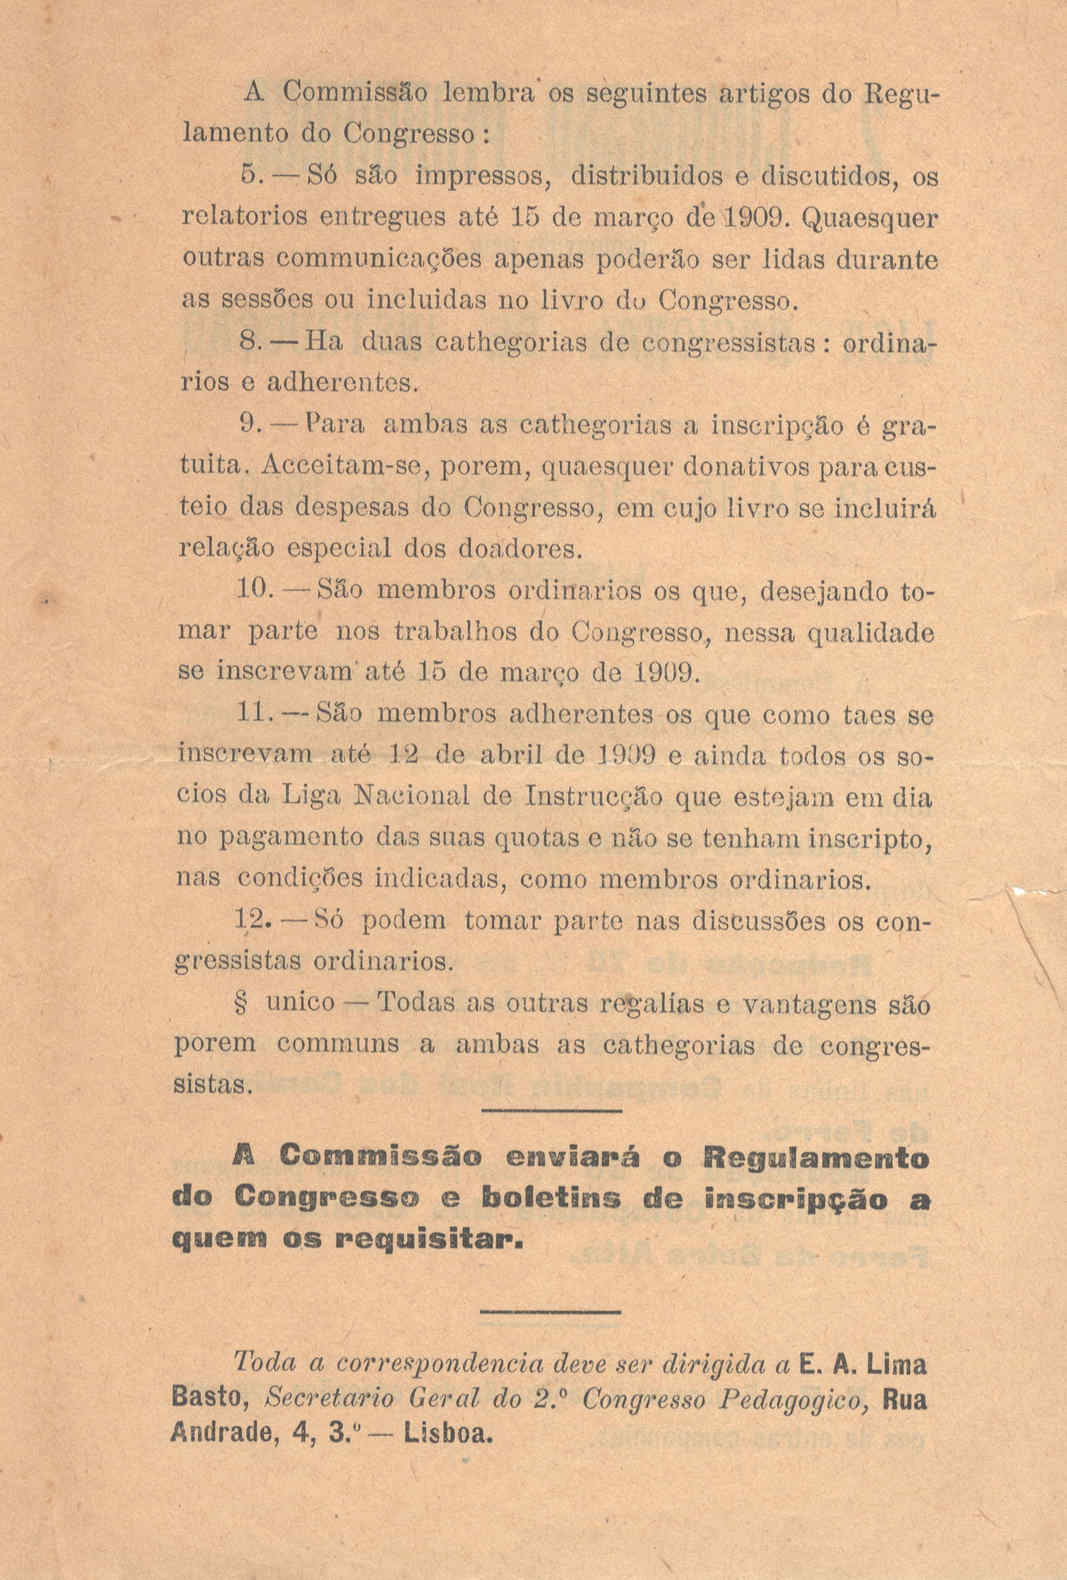 A Commissão lembra os seguintes artigos do Regu-
lamento do Congresso :
5. — Só são impressos, distribuidos e discutidos, os
relatorios entregues até 15 de março de 1909. Quaesquer
outras communicações apenas poderão ser lidas durante
as sessões ou incluidas no livro do Congresso.
8. — Ha duas cathegorias de congressistas : ordina-
rios e adherentes.
9. — Para ambas as cathegorias a inscripção é gra-
tuita. Acceitam-se, porem, quaesquer donativos para cus-
teio das despesas do Congresso, em cujo livro se incluirá
relação especial dos doadores.
10. — São membros ordinarios os que, desejando to-
mar parte nos trabalhos do Congresso, nessa qualidade
se inscrevam até 15 de março de 1909.
11. — São membros adherentes os que como taes se
inscrevam até 12 de abril de 1909 e ainda todos os so-
cios da Liga Nacional de Instrucção que estejam em dia
no pagamento das suas quotas e não se tenham inscripto,
nas condições indicadas, como membros ordinarios.
12. — Só podem tomar parte nas discussões os con-
gressistas ordinarios.
§ unico — Todas as outras regalias e vantagens são
porem communs a ambas as cathegorias de congres-
sistas.
A Commissão enviará o Regulamento
do Congresso e boletins de inscripção a
quem os requisitar.
Toda a correspondencia deve ser dirigida a E. A. Lima
Basto, Secretario Geral do 2.º Congresso Pedagogico, Rua
Andrade, 4, 3.º — Lisboa.